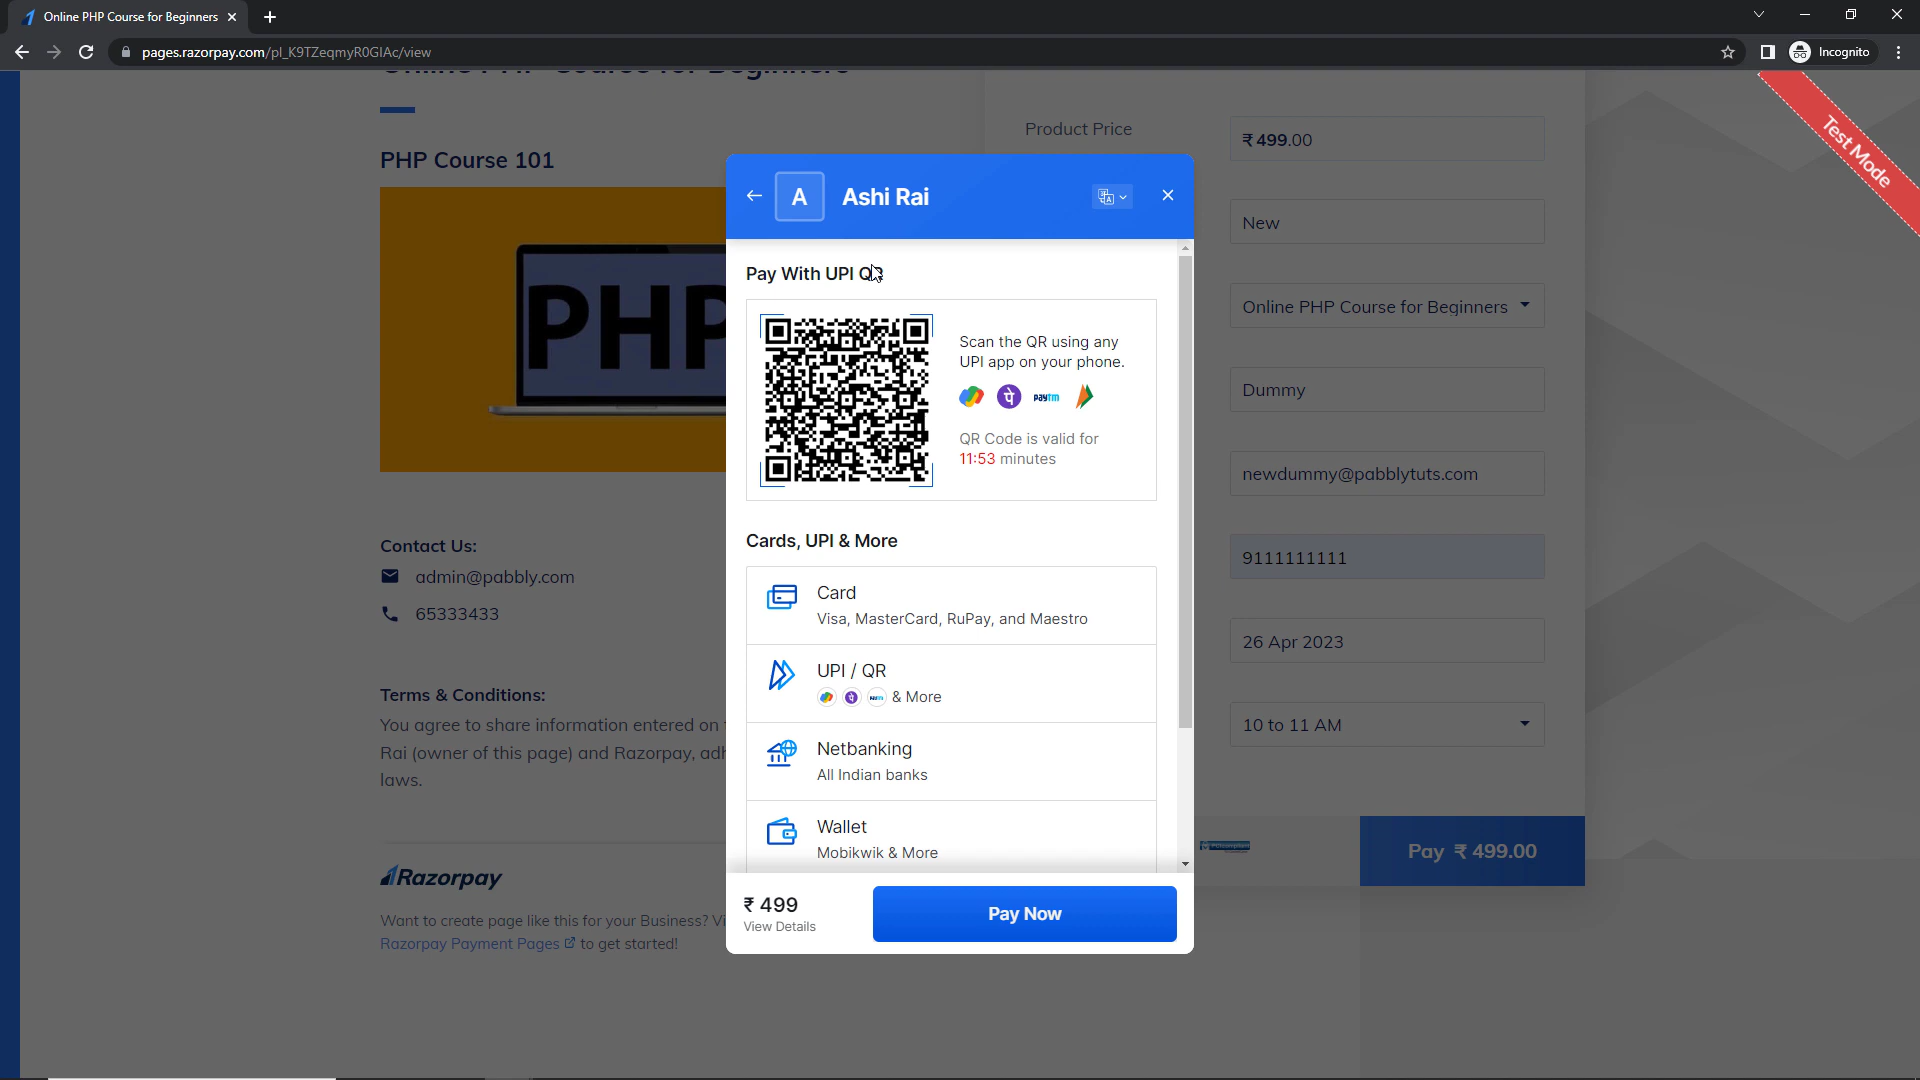 Online PHP Course for Beginners
pages.razorpay.com/pl_K9TZeqmyR0GIAc/view
Incognito
Online PHP Course for Beginners
Test Mode
PHP Course 101
PHP
Contact Us:
admin@pabbly.com
65333433
Terms & Conditions:
You agree to share information entered on
Rai (owner of this page) and Razorpay,
laws.
Razorpay
Want to create page like this for your Business?
Razorpay Payment Pages to get started!
A
Ashi Rai
Pay With UPI QR
Scan the QR using any
UPI app on your phone.
पे
paytm
QR Code is valid for
11:53 minutes
Cards, UPI & More
Card
Visa, MasterCard, RuPay, and Maestro
UPI / QR
& More
Netbanking
All Indian banks
Wallet
Mobikwik & More
₹ 499
View Details
Pay Now
Product Price
₹ 499.00
New
Online PHP Course for Beginners
Dummy
newdummy@pabblytuts.com
9111111111
26 Apr 2023
10 to 11 AM
Pay ₹ 499.00